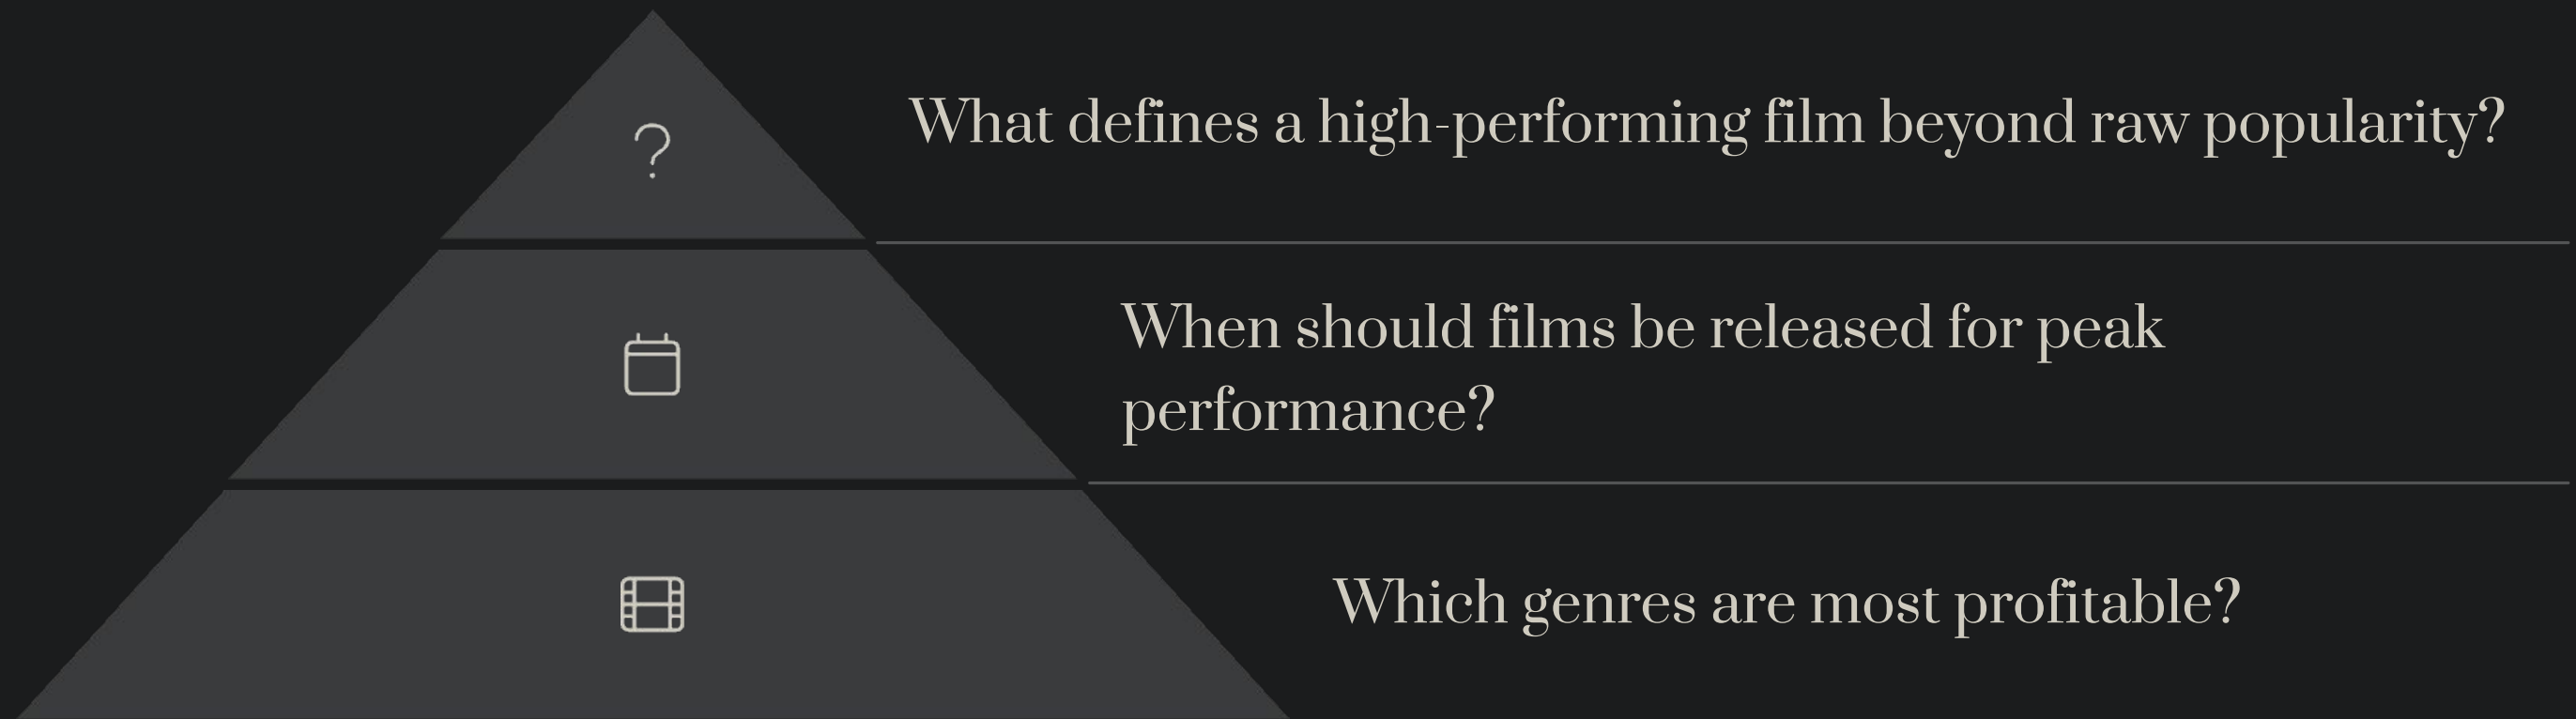 What defines a high-performing film beyond raw popularity?
When should films be released for peak
performance?
Which genres are most profitable?